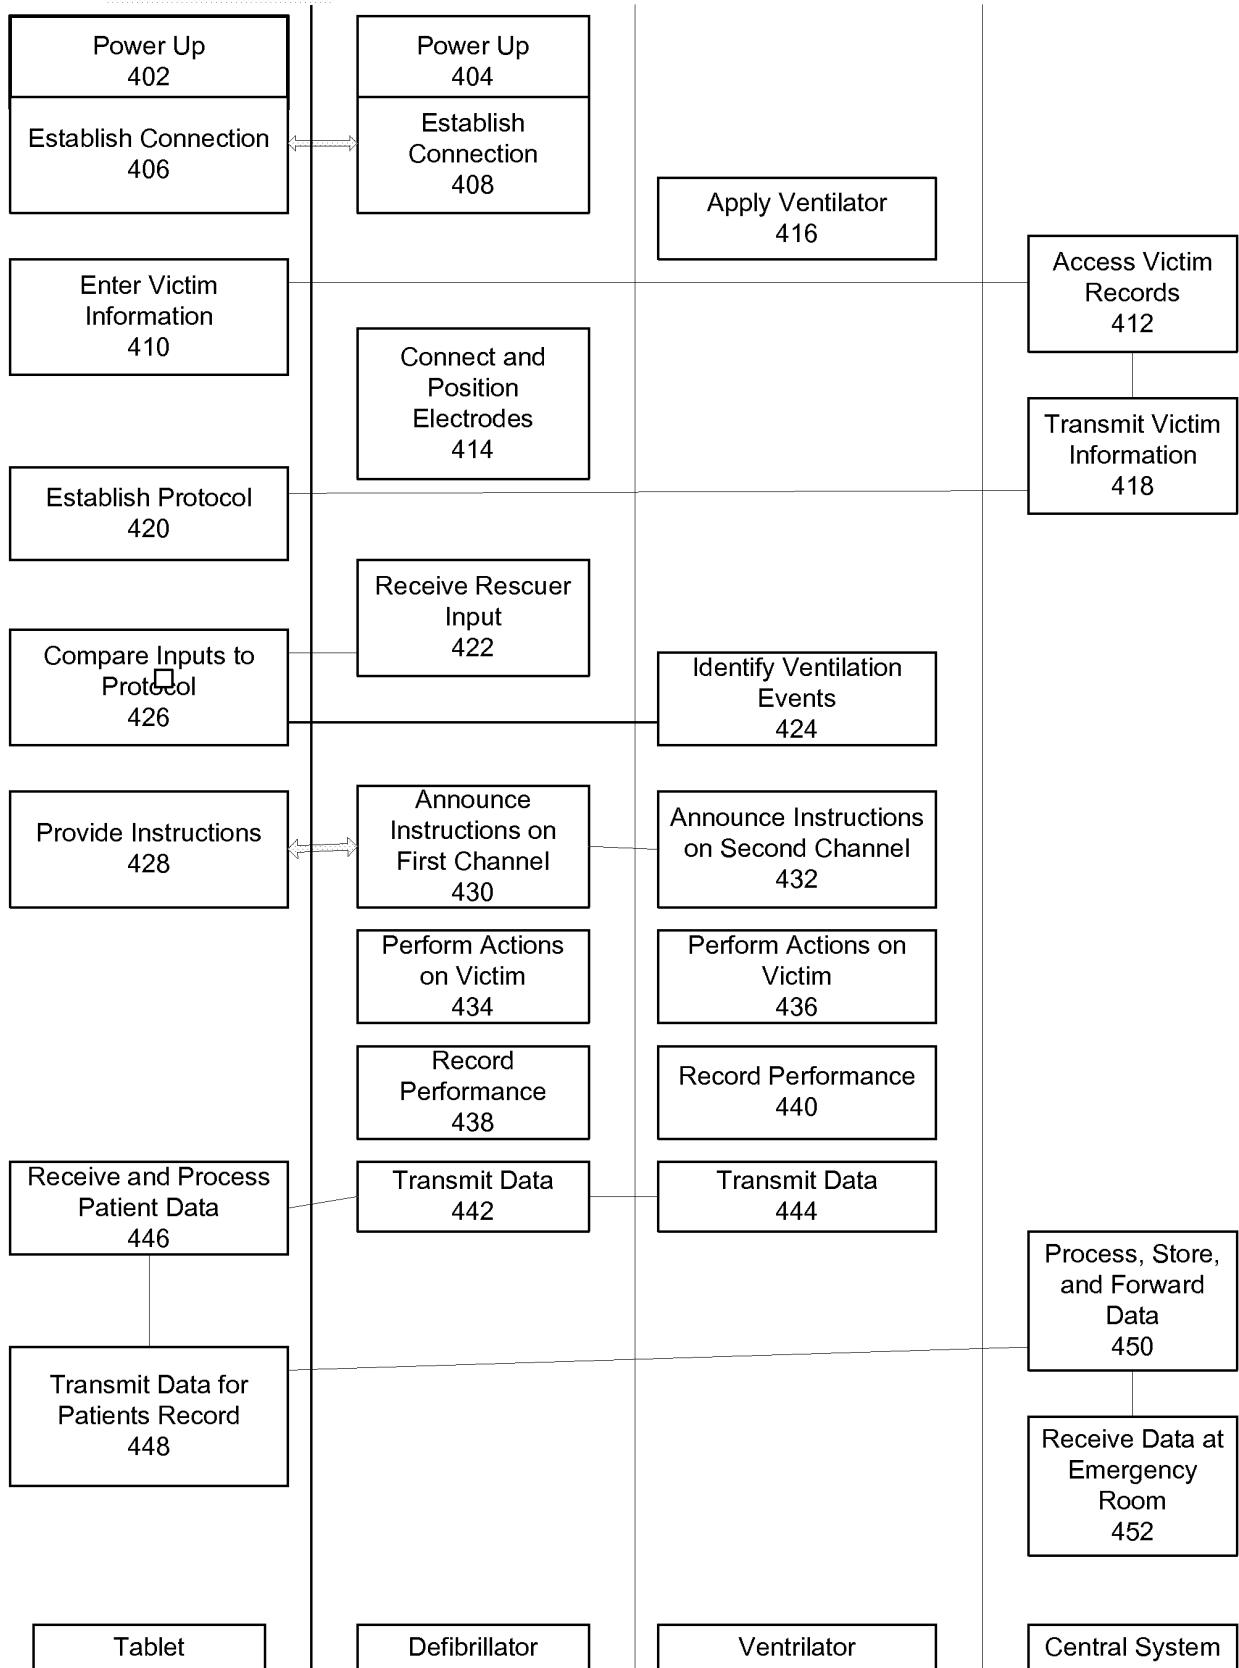 Power Up
402
Power Up
404
Establish Connection
406
Establish
Connection
408
Apply Ventilator
416
Access Victim
Records
412
Enter Victim
Information
410
Connect and
Position
Electrodes
414
Transmit Victim
Information
418
Establish Protocol
420
Receive Rescuer
Input
422
Compare Inputs to
Protocol
426
Identify Ventilation
Events
424
Provide Instructions
428
Announce
Instructions on
First Channel
430
Announce Instructions
on Second Channel
432
Perform Actions
on Victim
434
Perform Actions on
Victim
436
Record
Performance
438
Record Performance
440
Receive and Process
Patient Data
446
Transmit Data
442
Transmit Data
444
Process, Store,
and Forward
Data
450
Transmit Data for
Patients Record
448
Receive Data at
Emergency
Room
452
Tablet
Defibrillator
Ventrilator
Central System